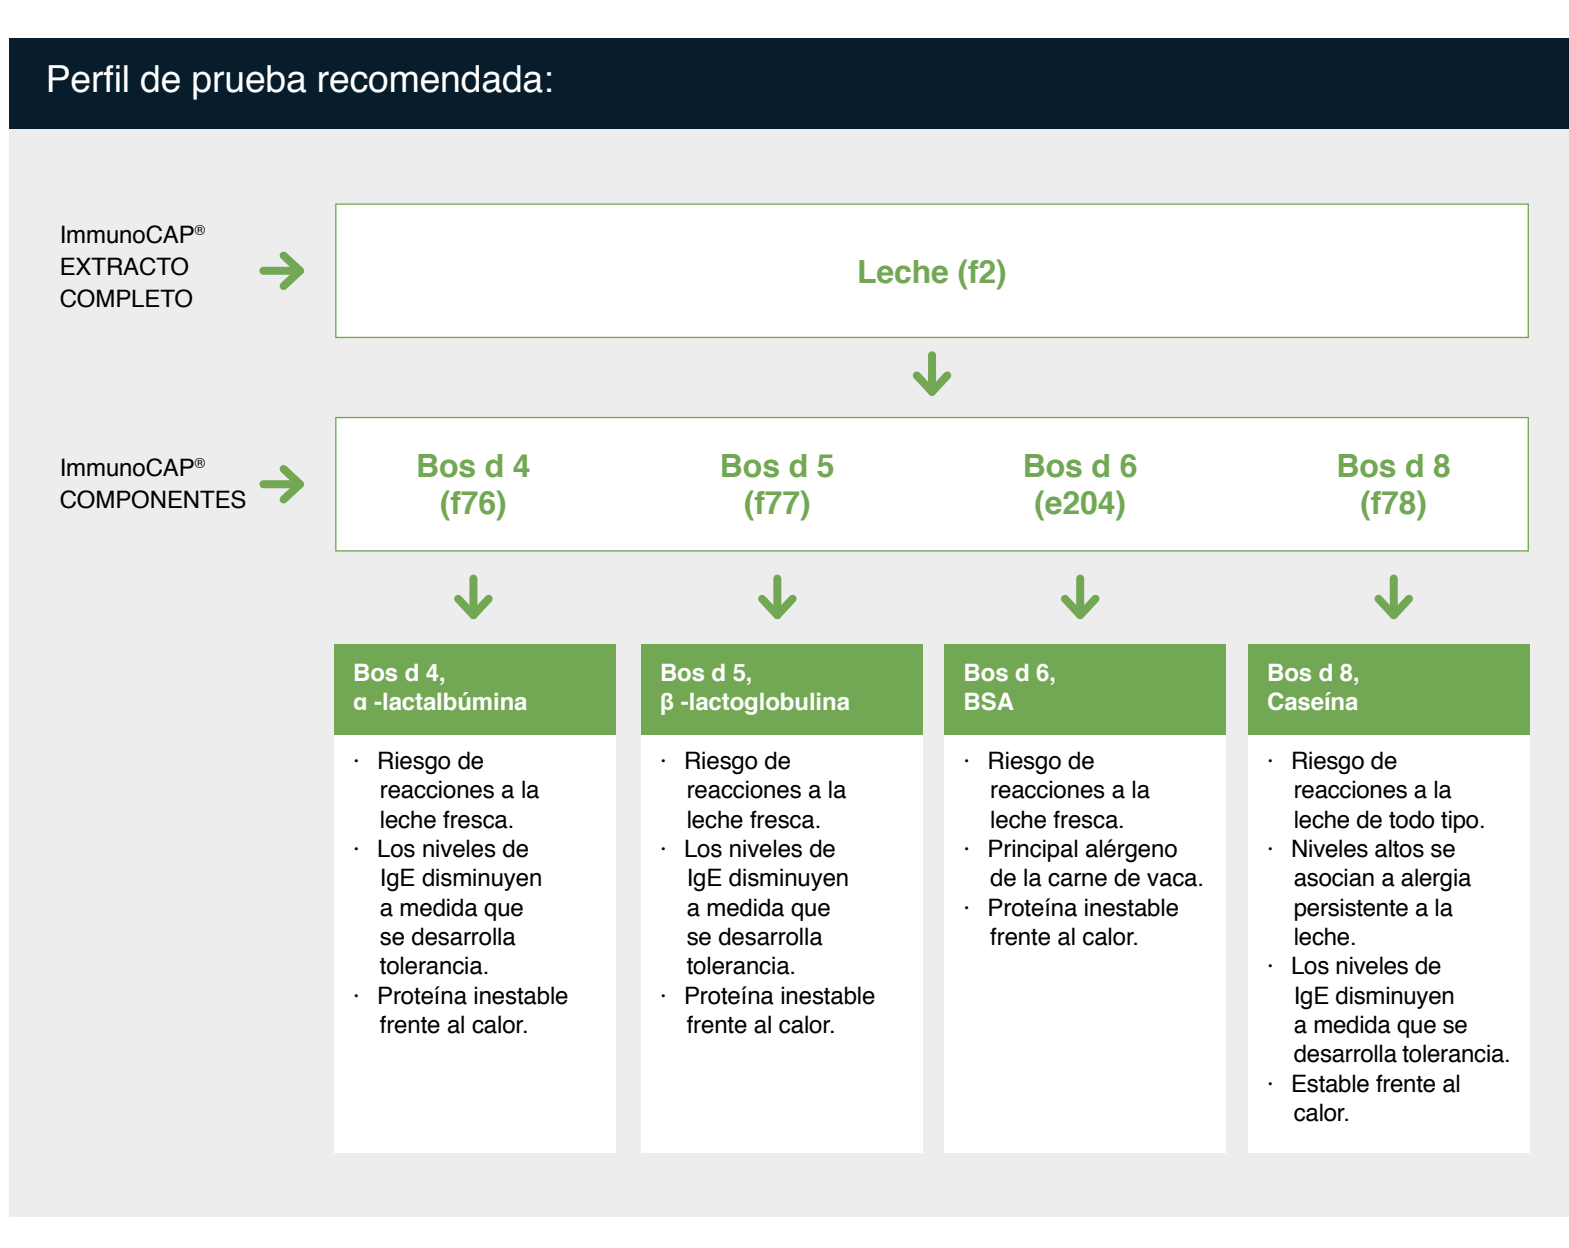 Perfil de prueba recomendada:
ImmunoCAP®
EXTRACTO
COMPLETO
Leche (f2)
ImmunoCAP®
COMPONENTES
Bos d 4
(f76)
Bos d 5
(f77)
Bos d 6
(e204)
Bos d 8
(f78)
Bos d 4,
α -lactalbúmina
· Riesgo de
reacciones a la
leche fresca.
· Los niveles de
IgE disminuyen
a medida que
se desarrolla
tolerancia.
· Proteína inestable
frente al calor.
Bos d 5,
β -lactoglobulina
· Riesgo de
reacciones a la
leche fresca.
· Los niveles de
IgE disminuyen
a medida que
se desarrolla
tolerancia.
· Proteína inestable
frente al calor.
Bos d 6,
BSA
· Riesgo de
reacciones a la
leche fresca.
· Principal alérgeno
de la carne de vaca.
· Proteína inestable
frente al calor.
Bos d 8,
Caseína
· Riesgo de
reacciones a la
leche de todo tipo.
· Niveles altos se
asocian a alergia
persistente a la
leche.
· Los niveles de
IgE disminuyen
a medida que se
desarrolla tolerancia.
· Estable frente al
calor.